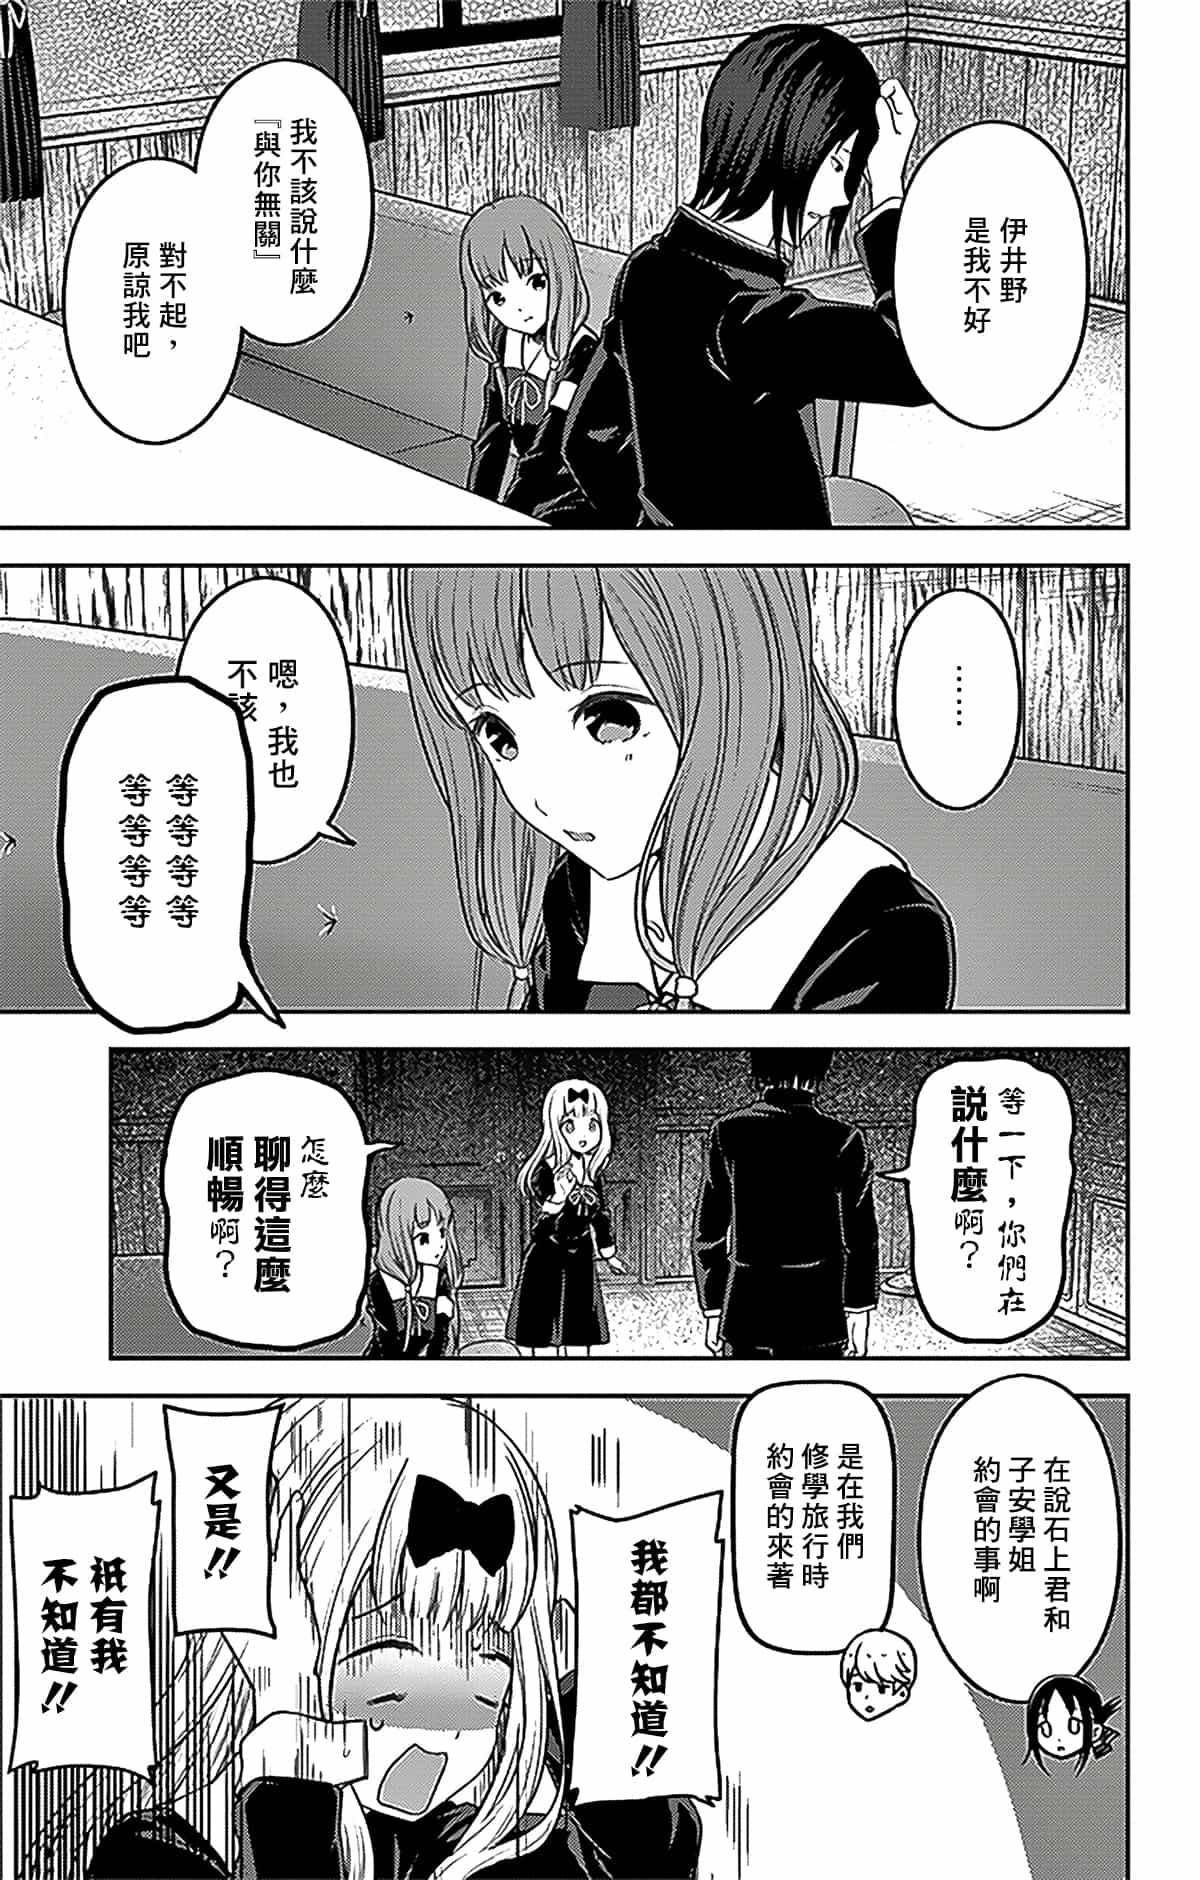 伊井野
是我不好
我不該說什麼
『與你無關』
對不起，
原諒我吧
……
嗯，我也
不該
等等等等
等等等等
等一下，你們在
說什麼啊？
怎麼
聊得這麼
順暢啊？
在說石上君和
子安學姐
約會的事啊
是在我們
修學旅行時
約會的來著
我都不知道!!
又是!!
祇有我
不知道!!